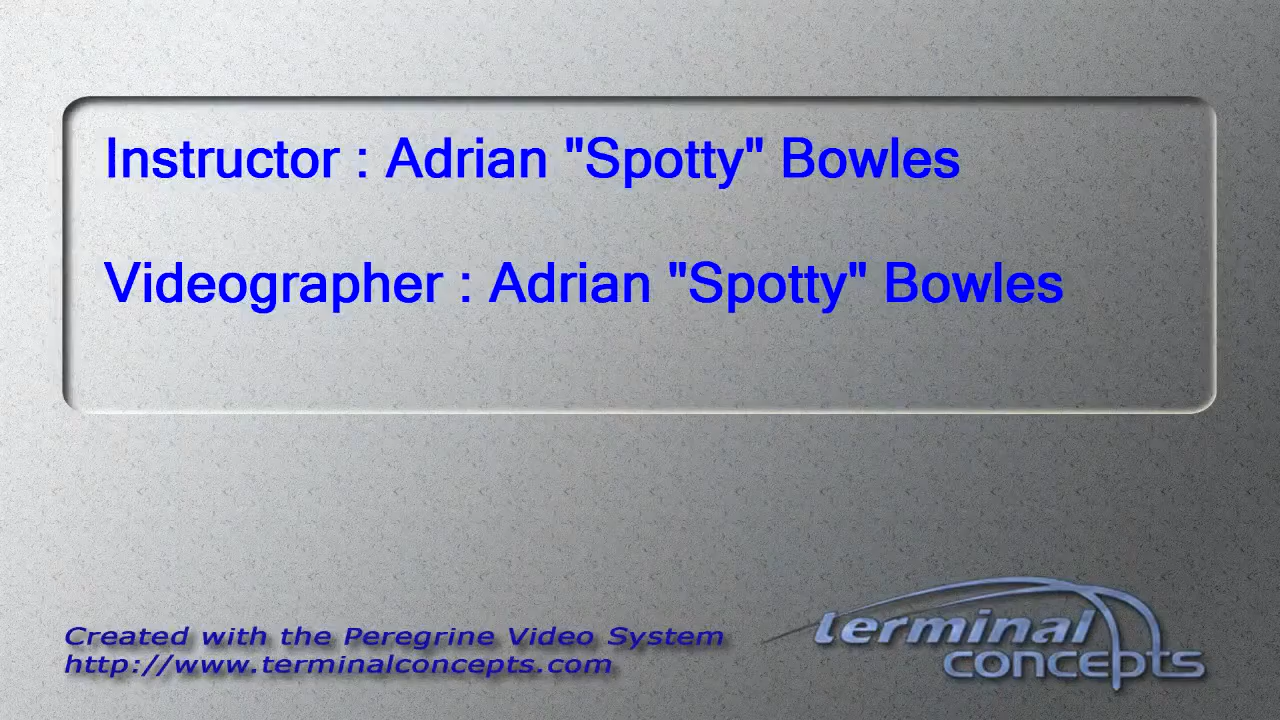 Instructor : Adrian "Spotty" Bowles
Videographer : Adrian "Spotty" Bowles
Created with the Peregrine Video System
http://www.terminalconcepts.com
terminal
concepts